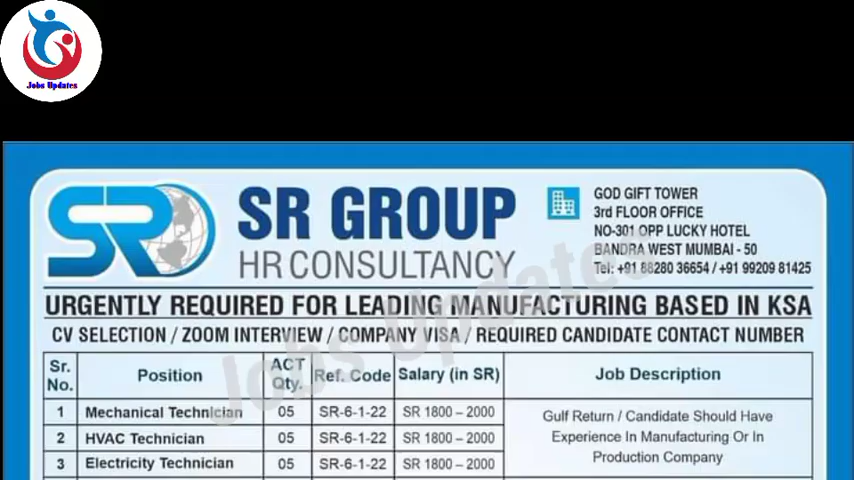 Jobs Updates
SR
SR GROUP
HR CONSULTANCY
GOD GIFT TOWER
3rd FLOOR OFFICE
NO-301 OPP LUCKY HOTEL
BANDRA WEST MUMBAI - 50
Tel: +91 88280 36654 / +91 99209 81425
URGENTLY REQUIRED FOR LEADING MANUFACTURING BASED IN KSA
CV SELECTION / ZOOM INTERVIEW / COMPANY VISA / REQUIRED CANDIDATE CONTACT NUMBER
Jobs Updates
Sr. No. Position ACT Qty. Ref. Code Salary (in SR) Job Description
1 Mechanical Technician 05 SR-6-1-22 SR 1800 – 2000
2 HVAC Technician 05 SR-6-1-22 SR 1800 – 2000
3 Electricity Technician 05 SR-6-1-22 SR 1800 – 2000
Gulf Return / Candidate Should Have
Experience In Manufacturing Or In
Production Company